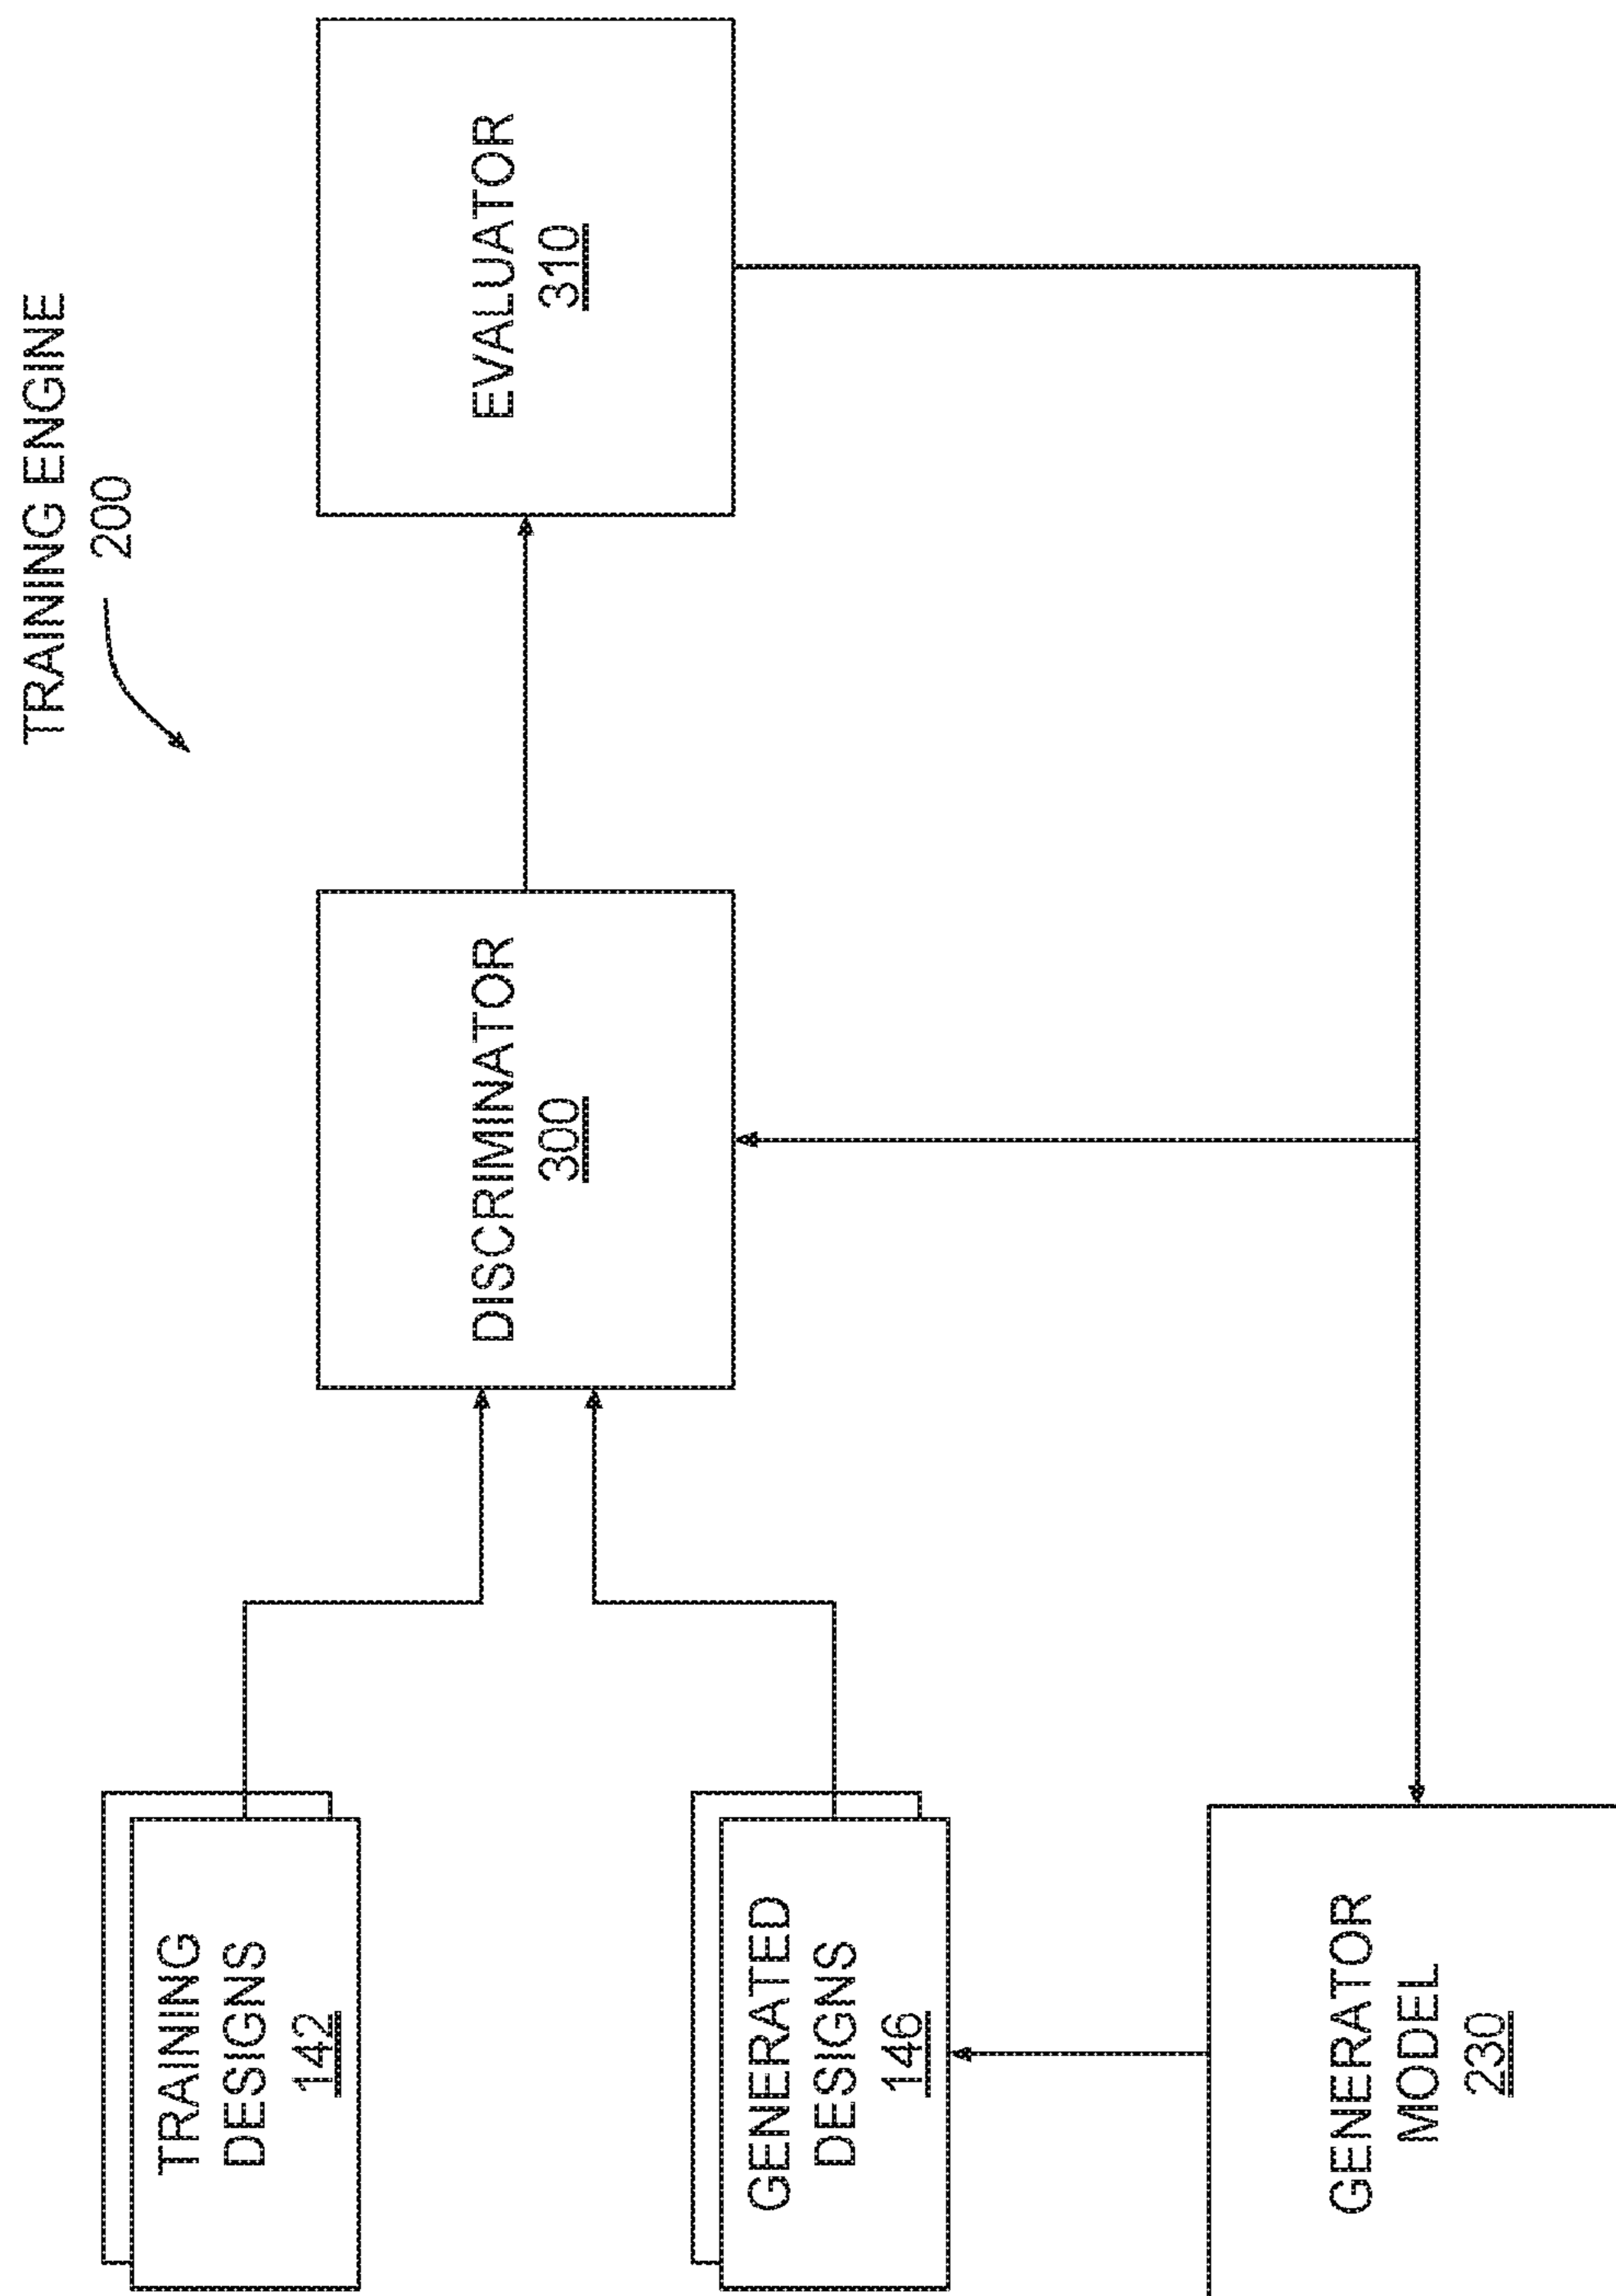 TRAINING ENGINE
200
TRAINING
DESIGNS
142
DISCRIMINATOR
300
EVALUATOR
310
GENERATED
DESIGNS
146
GENERATOR
MODEL
230